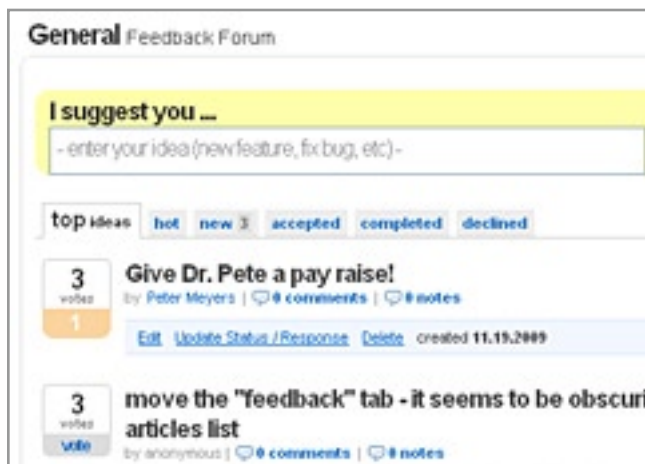 General Feedback Forum
I suggest you ...
- enter your idea (new feature, fix bug, etc) -
top ideas hot new 3 accepted completed declined
3 votes 1
Give Dr. Pete a pay raise!
by Peter Meyers | 0 comments | 0 notes
Edit Update Status / Response Delete created 11.19.2009
3 votes vote
move the "feedback" tab - it seems to be obscuri
articles list
by anonymous | 0 comments | 0 notes